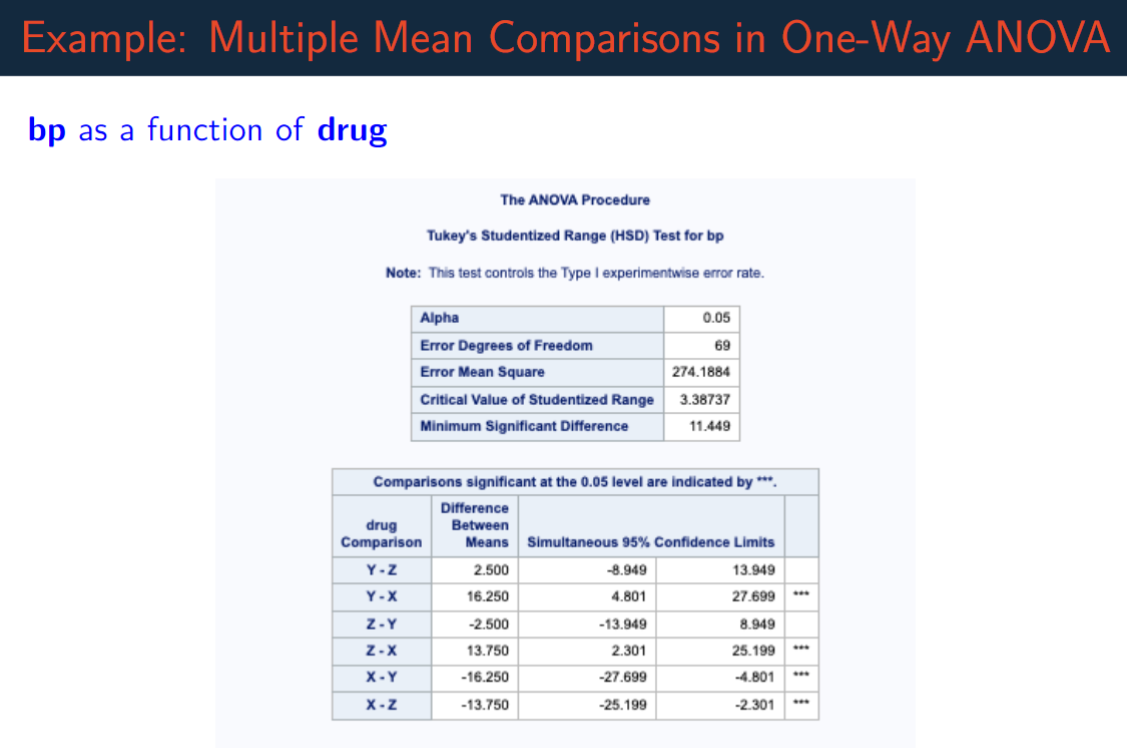 Example: Multiple Mean Comparisons in One-Way ANOVA
bp as a function of drug
The ANOVA Procedure
Tukey's Studentized Range (HSD) Test for bp
Note: This test controls the Type I experimentwise error rate.
Alpha 0.05
Error Degrees of Freedom 69
Error Mean Square 274.1884
Critical Value of Studentized Range 3.38737
Minimum Significant Difference 11.449
Comparisons significant at the 0.05 level are indicated by ***.
drug Comparison Difference Between Means Simultaneous 95% Confidence Limits
Y - Z 2.500 -8.949 13.949
Y - X 16.250 4.801 27.699 ***
Z - Y -2.500 -13.949 8.949
Z - X 13.750 2.301 25.199 ***
X - Y -16.250 -27.699 -4.801 ***
X - Z -13.750 -25.199 -2.301 ***